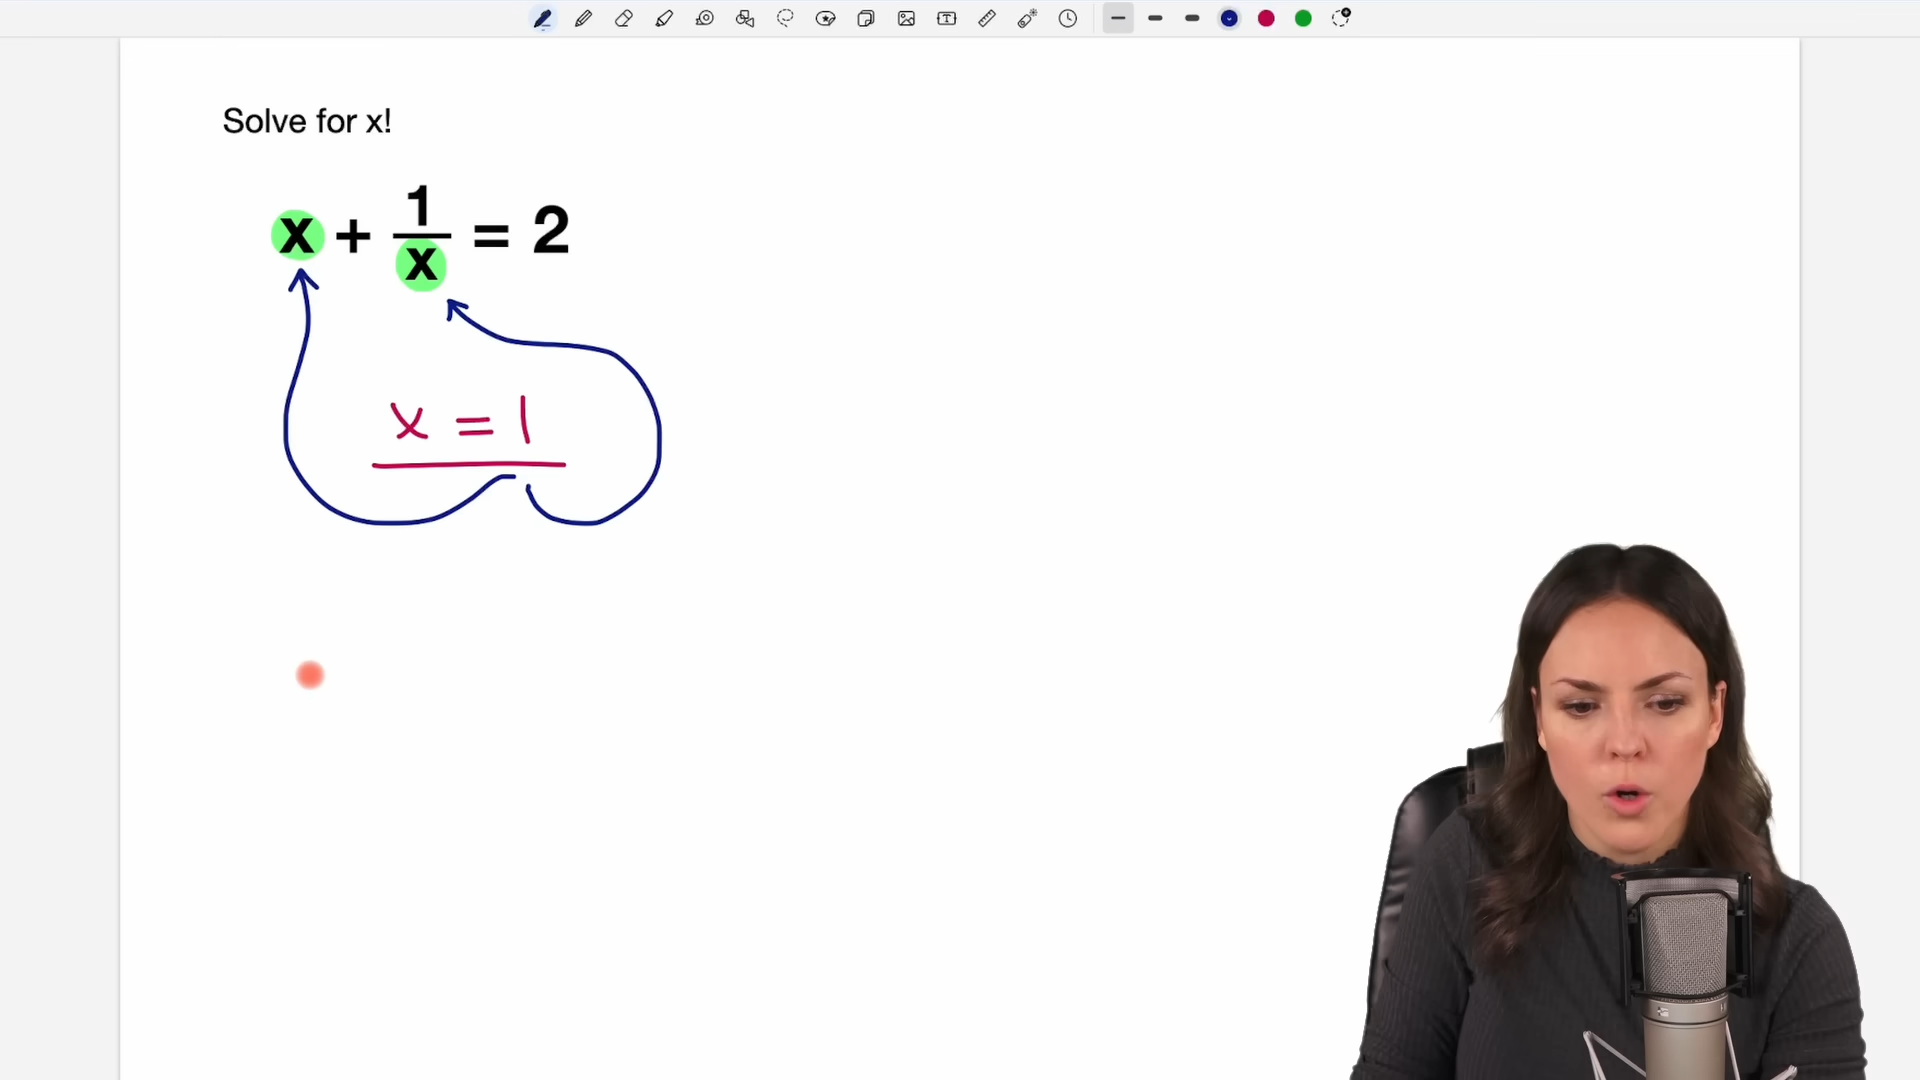 Solve for x!
x + 1/x = 2
x = 1